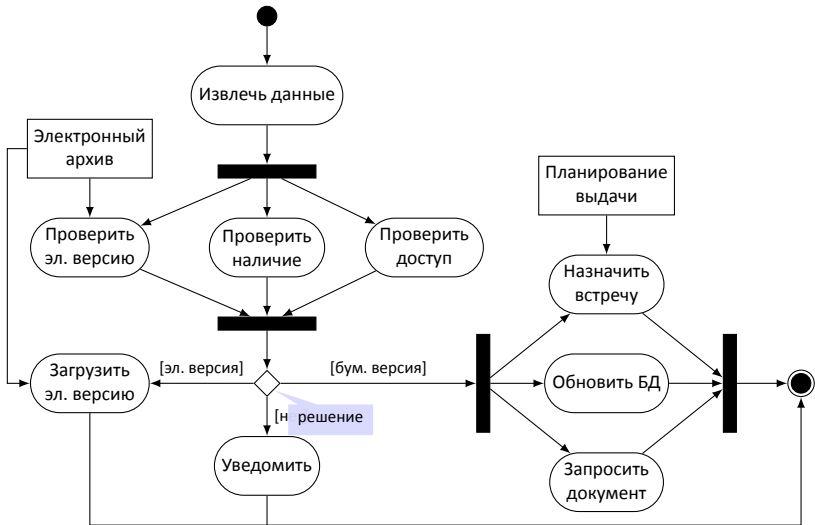 Извлечь данные
Электронный
архив
Планирование
выдачи
Проверить
эл. версию
Проверить
наличие
Проверить
доступ
Назначить
встречу
Загрузить
эл. версию
[эл. версия]
[бум. версия]
Обновить БД
решение
Уведомить
Запросить
документ